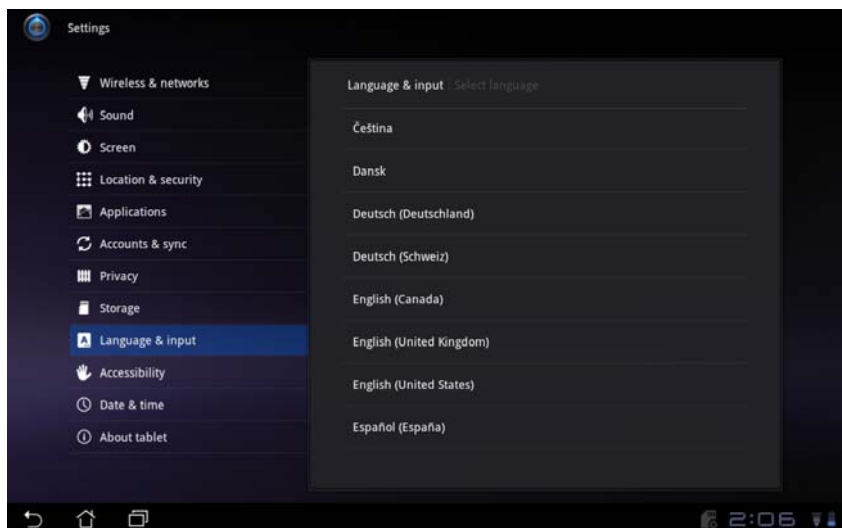 Settings
Wireless & networks
Sound
Screen
Location & security
Applications
Accounts & sync
Privacy
Storage
Language & input
Accessibility
Date & time
About tablet
Language & input : Select language
Čeština
Dansk
Deutsch (Deutschland)
Deutsch (Schweiz)
English (Canada)
English (United Kingdom)
English (United States)
Español (España)
2:06